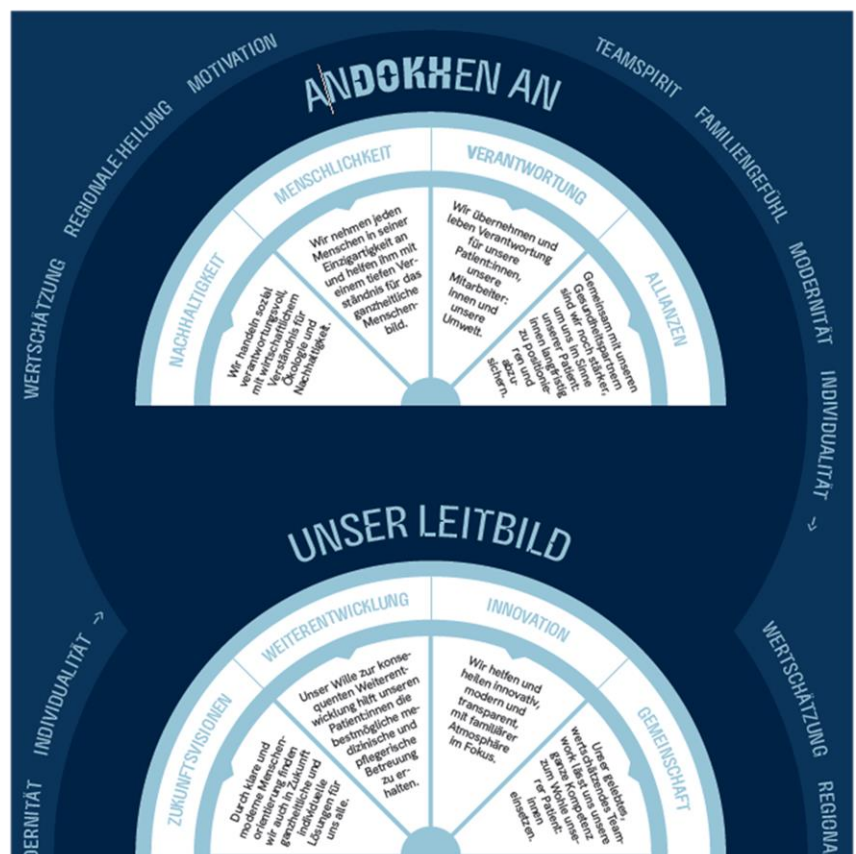 ANDOKHEN AN
WERTSCHÄTZUNG
REGIONALE HEILUNG
MOTIVATION
TEAMSPIRIT
FAMILIENGEFÜHL
MODERNITÄT
INDIVIDUALITÄT →
NACHHALTIGKEIT
Wir handeln sozial
verantwortungsvoll,
mit wirtschaftlichem
Verständnis für
Ökologie und
Nachhaltigkeit.
MENSCHLICHKEIT
Wir nehmen jeden
Menschen in seiner
Einzigartigkeit an
und helfen ihm mit
einem tiefen Ver-
ständnis für das
ganzheitliche
Menschen-
bild.
VERANTWORTUNG
Wir übernehmen und
leben Verantwortung
für unsere
Patient:innen,
unsere
Mitarbeiter:
innen und
unsere
Umwelt.
ALLIANZEN
Gemeinsam mit unseren
Gesundheitspartnern
sind wir noch stärker,
um uns im Sinne
unserer Patient:
innen langfristig
zu positionie-
ren und
abzu-
sichern.
UNSER LEITBILD
DERNITÄT
INDIVIDUALITÄT →
WERTSCHÄTZUNG
REGIONA
ZUKUNFTSVISIONEN
Durch klare und
moderne Menschen-
orientierung finden
wir auch in Zukunft
ganzheitliche und
individuelle
Lösungen für
uns alle.
WEITERENTWICKLUNG
Unser Wille zur konse-
quenten Weiterent-
wicklung hilft unseren
Patient:innen die
bestmögliche me-
dizinische und
pflegerische
Betreuung
zu er-
halten.
INNOVATION
Wir helfen und
heilen innovativ,
modern und
transparent,
mit familiärer
Atmosphäre
im Fokus.
GEMEINSCHAFT
Unser gelebtes,
wertschätzendes Team-
work lässt uns unsere
ganze Kompetenz
zum Wohle unse-
rer Patient:
innen
einsetzen.